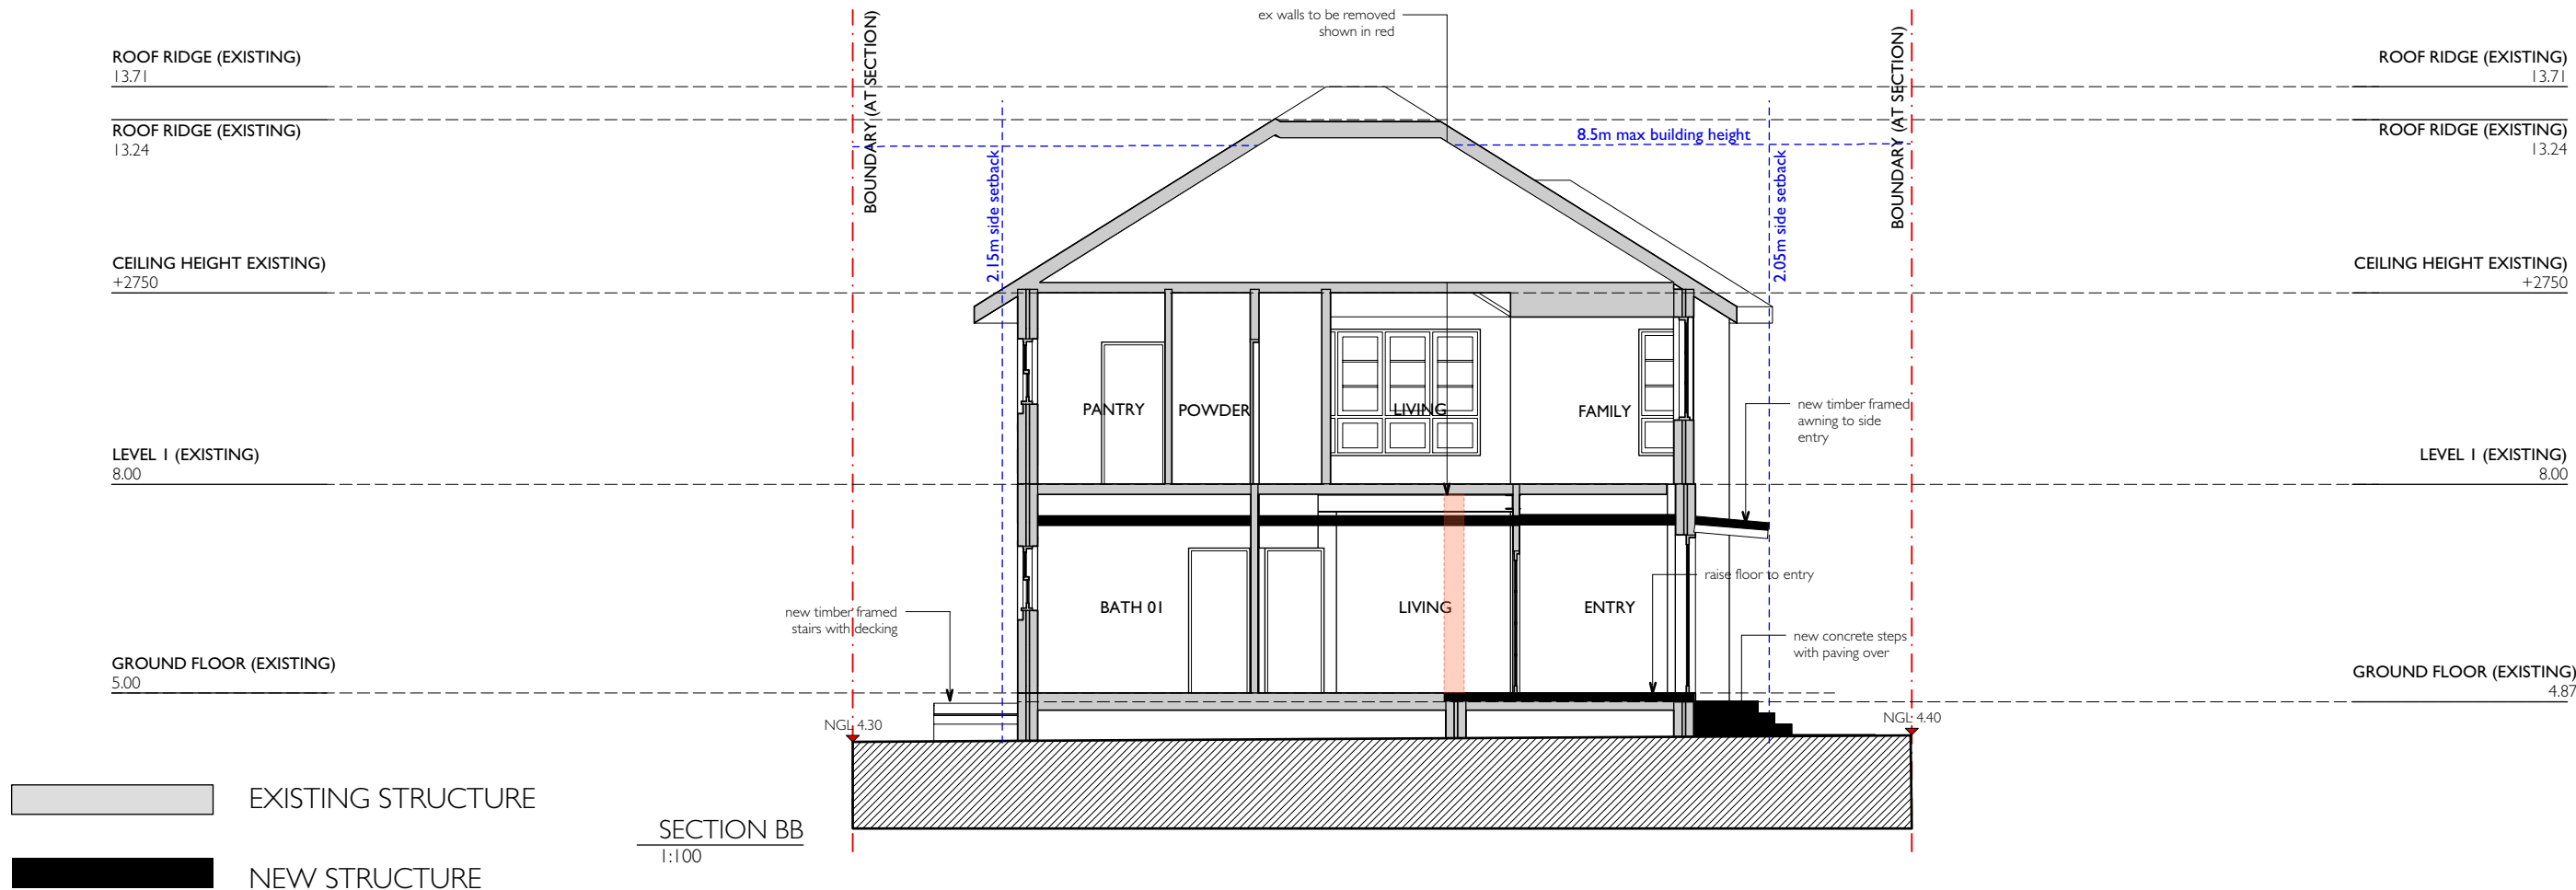 ex walls to be removed
shown in red
ROOF RIDGE (EXISTING)
13.71
ROOF RIDGE (EXISTING)
13.71
BOUNDARY (AT SECTION)
BOUNDARY (AT SECTION)
ROOF RIDGE (EXISTING)
13.24
8.5m max building height
ROOF RIDGE (EXISTING)
13.24
2.15m side setback
2.05m side setback
CEILING HEIGHT EXISTING)
+2750
CEILING HEIGHT EXISTING)
+2750
PANTRY
POWDER
LIVING
FAMILY
new timber framed
awning to side
entry
LEVEL 1 (EXISTING)
8.00
LEVEL 1 (EXISTING)
8.00
raise floor to entry
BATH 01
LIVING
ENTRY
new timber framed
stairs with decking
new concrete steps
with paving over
GROUND FLOOR (EXISTING)
5.00
GROUND FLOOR (EXISTING)
4.87
NGL 4.30
NGL 4.40
EXISTING STRUCTURE
SECTION BB
1:100
NEW STRUCTURE